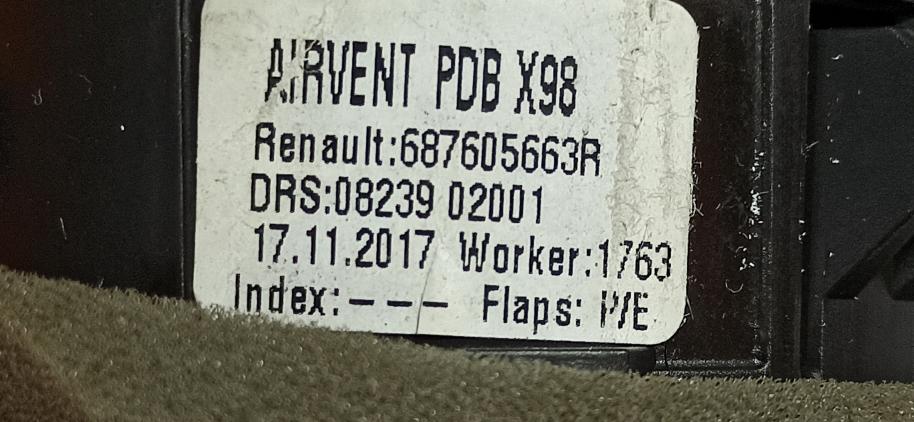 AIRVENT PDB X98
Renault:687605663R
DRS:08239 02001
17.11.2017 Worker:1763
Index:--- Flaps: P/E